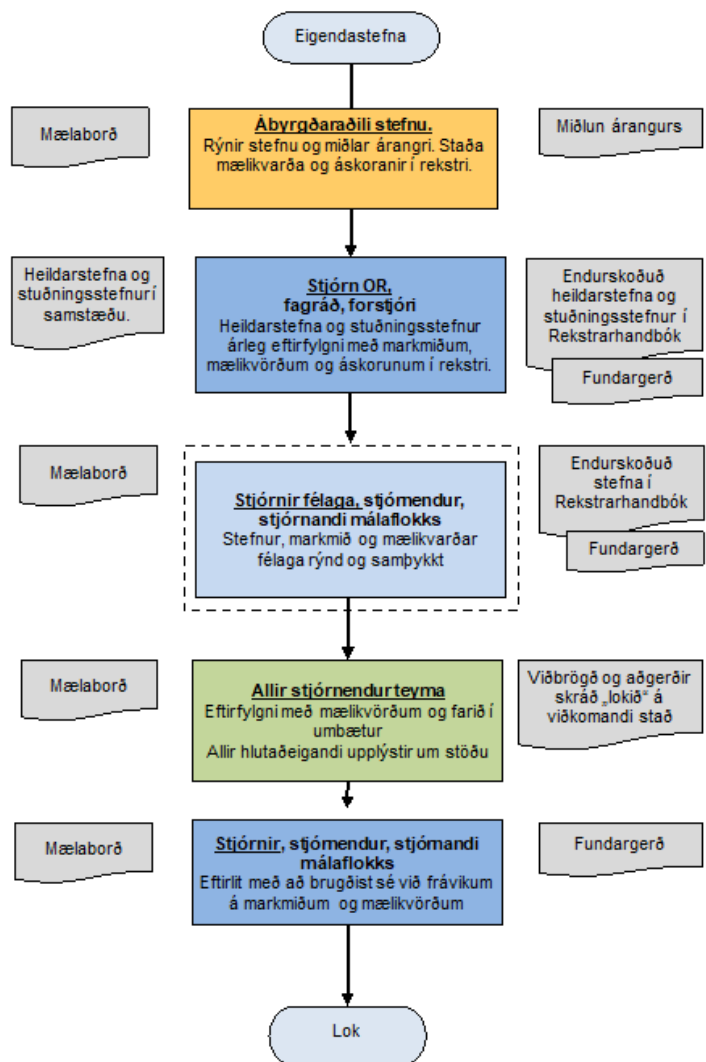 Eigendastefna
Mælaborð
Ábyrgðaraðili stefnu.
Rýnir stefnu og miðlar árangri. Staða
mælikvarða og áskoranir í rekstri.
Miðlun árangurs
Heildarstefna og
stuðningsstefnur í
samstæðu.
Stjórn OR,
fagráð, forstjóri
Heildarstefna og stuðningsstefnur
árleg eftirfylgni með markmiðum,
mælikvörðum og áskorunum í rekstri.
Endurskoðuð
heildarstefna og
stuðningsstefnur í
Rekstrarhandbók
Fundargerð
Mælaborð
Stjórnir félaga, stjórnendur,
stjórnandi málaflokks
Stefnur, markmið og mælikvarðar
félaga rýnd og samþykkt
Endurskoðuð
stefna í
Rekstrarhandbók
Fundargerð
Mælaborð
Allir stjórnendur teyma
Eftirfylgni með mælikvörðum og farið í
umbætur
Allir hlutaðeigandi upplýstir um stöðu
Viðbrögð og aðgerðir
skráð „lokið“ á
viðkomandi stað
Mælaborð
Stjórnir, stjórnendur, stjórnandi
málaflokks
Eftirlit með að brugðist sé við frávikum
á markmiðum og mælikvörðum
Fundargerð
Lok